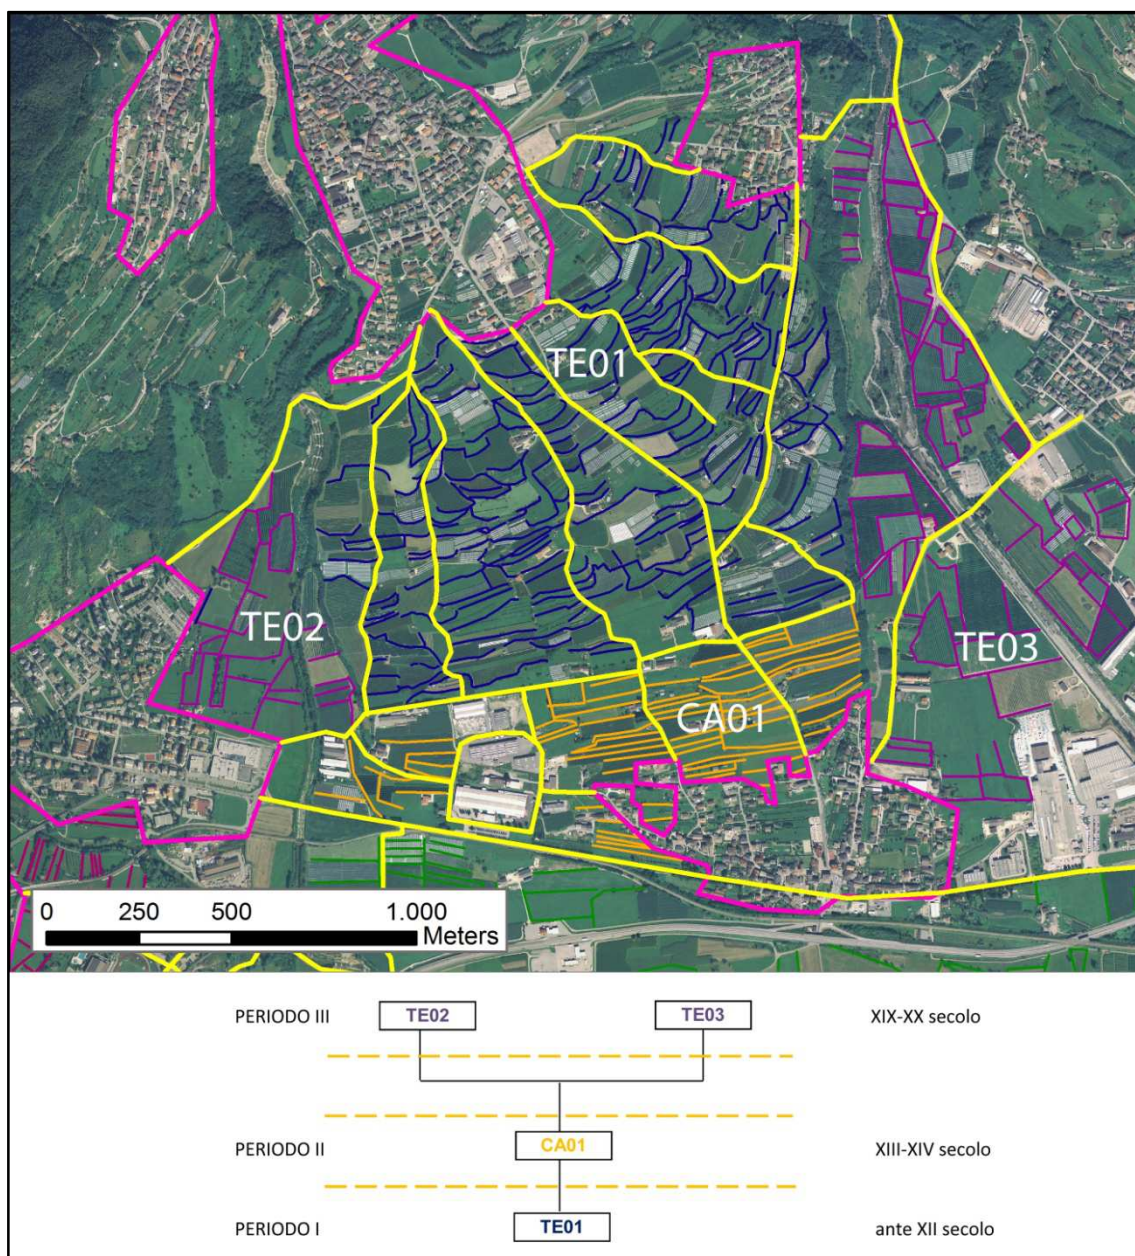 TE01
TE02
TE03
CA01
0 250 500 1.000
Meters
PERIODO III TE02 TE03 XIX-XX secolo
PERIODO II CA01 XIII-XIV secolo
PERIODO I TE01 ante XII secolo